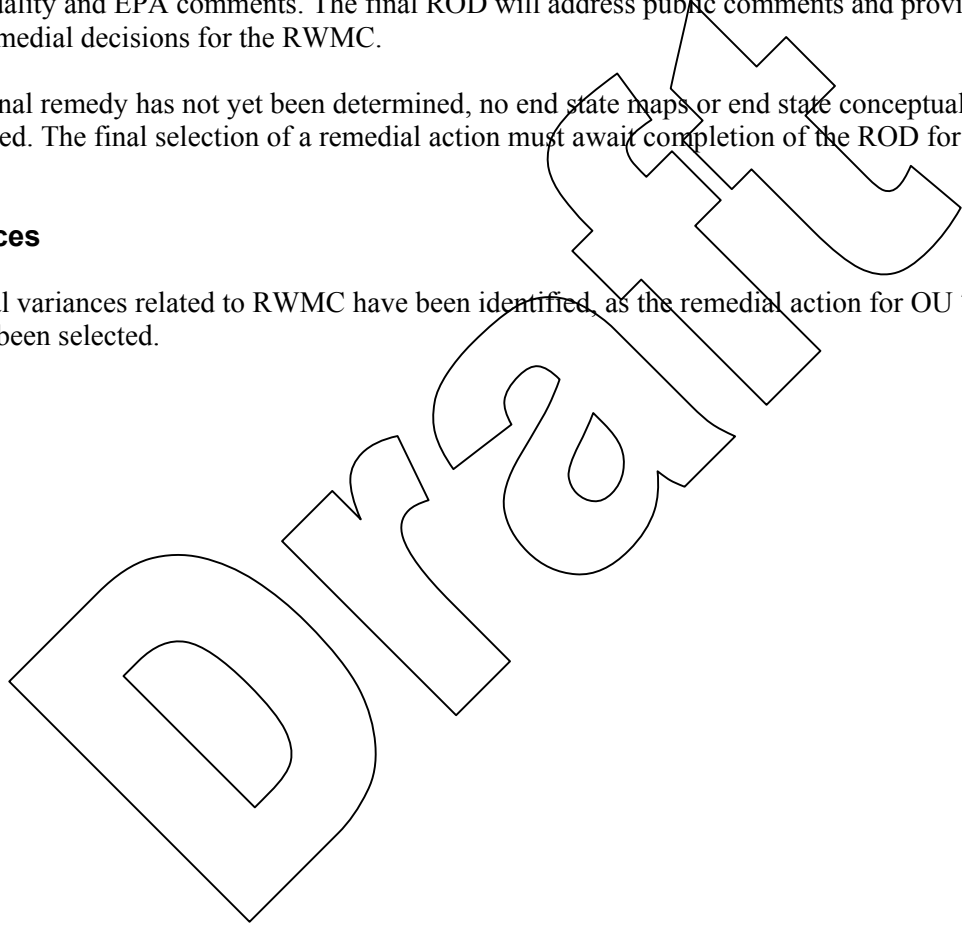 ality and EPA comments. The final ROD will address public comments and provi
medial decisions for the RWMC.
nal remedy has not yet been determined, no end state maps or end state conceptual
ed. The final selection of a remedial action must await completion of the ROD for
ces
l variances related to RWMC have been identified, as the remedial action for OU
been selected.
Draft